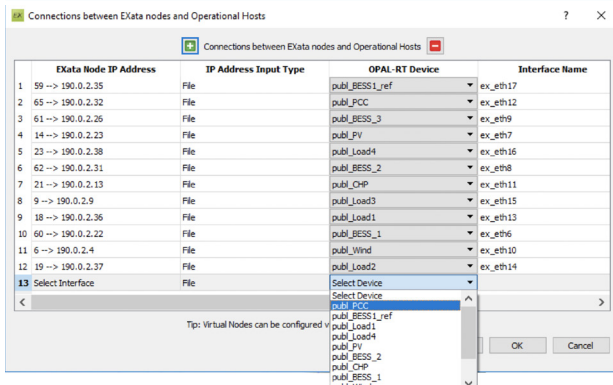 EX Connections between EXata nodes and Operational Hosts ? ×
Connections between EXata nodes and Operational Hosts
EXata Node IP Address IP Address Input Type OPAL-RT Device Interface Name
1 59 --> 190.0.2.35 File publ_BESS1_ref ex_eth17
2 65 --> 190.0.2.32 File publ_PCC ex_eth12
3 61 --> 190.0.2.26 File publ_BESS_3 ex_eth9
4 14 --> 190.0.2.23 File publ_PV ex_eth7
5 23 --> 190.0.2.38 File publ_Load4 ex_eth16
6 62 --> 190.0.2.31 File publ_BESS_2 ex_eth8
7 21 --> 190.0.2.13 File publ_CHP ex_eth11
8 9 --> 190.0.2.9 File publ_Load3 ex_eth15
9 18 --> 190.0.2.36 File publ_Load1 ex_eth13
10 60 --> 190.0.2.22 File publ_BESS_1 ex_eth6
11 6 --> 190.0.2.4 File publ_Wind ex_eth10
12 19 --> 190.0.2.37 File publ_Load2 ex_eth14
13 Select Interface File Select Device
Select Device
publ_PCC
publ_BESS1_ref
Tip: Virtual Nodes can be configured v
publ_Load1
publ_Load4
publ_PV
publ_BESS_2
OK Cancel
publ_CHP
publ_BESS_1